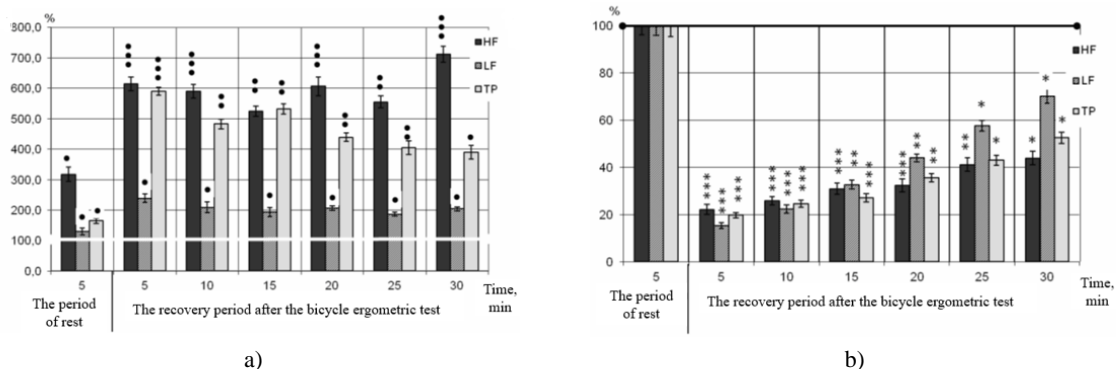 %
800,0
700,0
600,0
500,0
400,0
300,0
200,0
100,0
0,0
HF
LF
TP
5 5 10 15 20 25 30
Time,
min
The period
of rest
The recovery period after the bicycle ergometric test
a)
%
100
80
60
40
20
0
HF
LF
TP
*** *** ***
*** *** ***
*** ** ***
*** ** **
** * *
* * *
5 5 10 15 20 25 30
Time,
min
The period
of rest
The recovery period after the bicycle ergometric test
b)